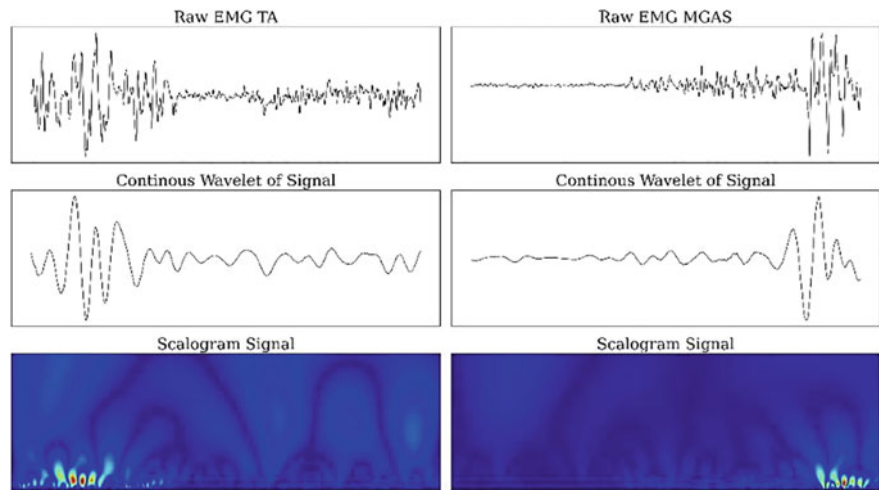 Raw EMG TA
Raw EMG MGAS
Continous Wavelet of Signal
Continous Wavelet of Signal
Scalogram Signal
Scalogram Signal